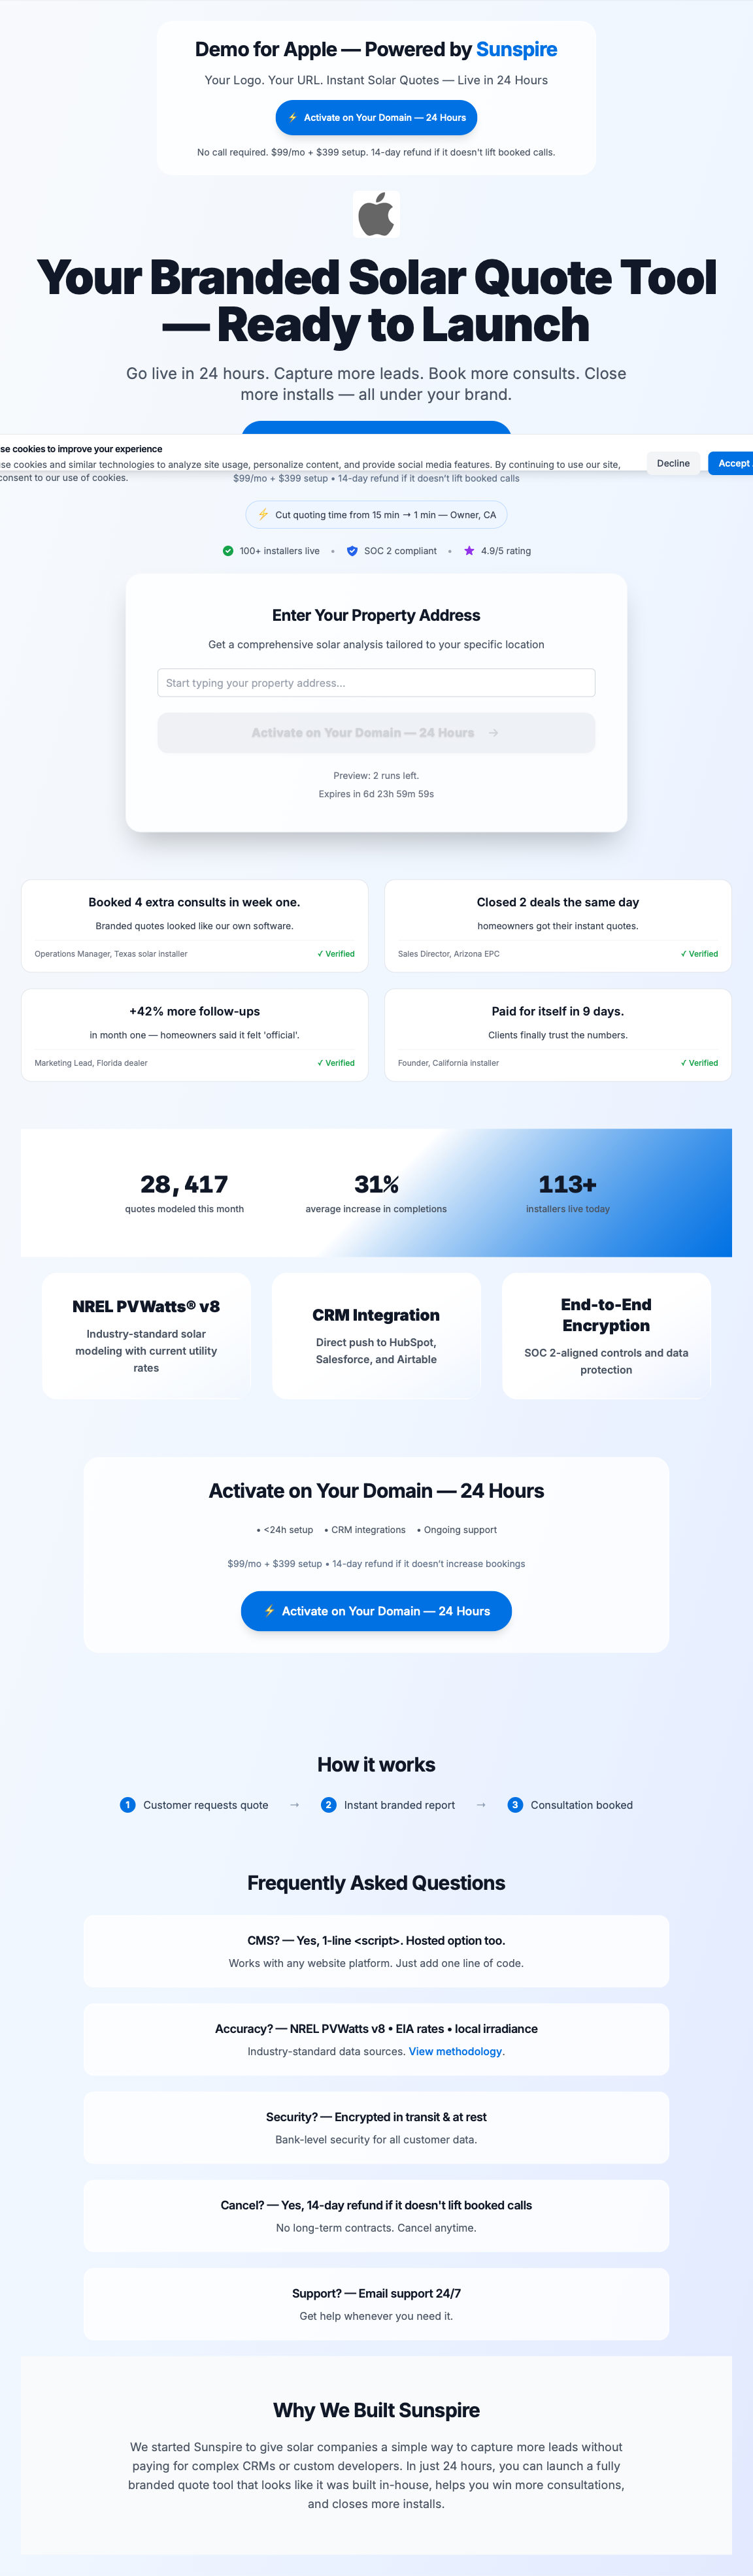 Demo for Apple — Powered by Sunspire
Your Logo. Your URL. Instant Solar Quotes — Live in 24 Hours
⚡ Activate on Your Domain — 24 Hours
No call required. $99/mo + $399 setup. 14-day refund if it doesn't lift booked calls.
Your Branded Solar Quote Tool
— Ready to Launch
Go live in 24 hours. Capture more leads. Book more consults. Close
more installs — all under your brand.
se cookies to improve your experience
se cookies and similar technologies to analyze site usage, personalize content, and provide social media features. By continuing to use our site,
consent to our use of cookies.
Decline
Accept
$99/mo + $399 setup • 14-day refund if it doesn't lift booked calls
⚡ Cut quoting time from 15 min → 1 min — Owner, CA
100+ installers live • SOC 2 compliant • 4.9/5 rating
Enter Your Property Address
Get a comprehensive solar analysis tailored to your specific location
Start typing your property address...
Activate on Your Domain — 24 Hours →
Preview: 2 runs left.
Expires in 6d 23h 59m 59s
Booked 4 extra consults in week one.
Branded quotes looked like our own software.
Operations Manager, Texas solar installer
✓ Verified
Closed 2 deals the same day
homeowners got their instant quotes.
Sales Director, Arizona EPC
✓ Verified
+42% more follow-ups
in month one — homeowners said it felt 'official'.
Marketing Lead, Florida dealer
✓ Verified
Paid for itself in 9 days.
Clients finally trust the numbers.
Founder, California installer
✓ Verified
28,417
quotes modeled this month
31%
average increase in completions
113+
installers live today
NREL PVWatts® v8
Industry-standard solar
modeling with current utility
rates
CRM Integration
Direct push to HubSpot,
Salesforce, and Airtable
End-to-End
Encryption
SOC 2-aligned controls and data
protection
Activate on Your Domain — 24 Hours
• <24h setup • CRM integrations • Ongoing support
$99/mo + $399 setup • 14-day refund if it doesn't increase bookings
⚡ Activate on Your Domain — 24 Hours
How it works
1 Customer requests quote → 2 Instant branded report → 3 Consultation booked
Frequently Asked Questions
CMS? — Yes, 1-line <script>. Hosted option too.
Works with any website platform. Just add one line of code.
Accuracy? — NREL PVWatts v8 • EIA rates • local irradiance
Industry-standard data sources. View methodology.
Security? — Encrypted in transit & at rest
Bank-level security for all customer data.
Cancel? — Yes, 14-day refund if it doesn't lift booked calls
No long-term contracts. Cancel anytime.
Support? — Email support 24/7
Get help whenever you need it.
Why We Built Sunspire
We started Sunspire to give solar companies a simple way to capture more leads without
paying for complex CRMs or custom developers. In just 24 hours, you can launch a fully
branded quote tool that looks like it was built in-house, helps you win more consultations,
and closes more installs.